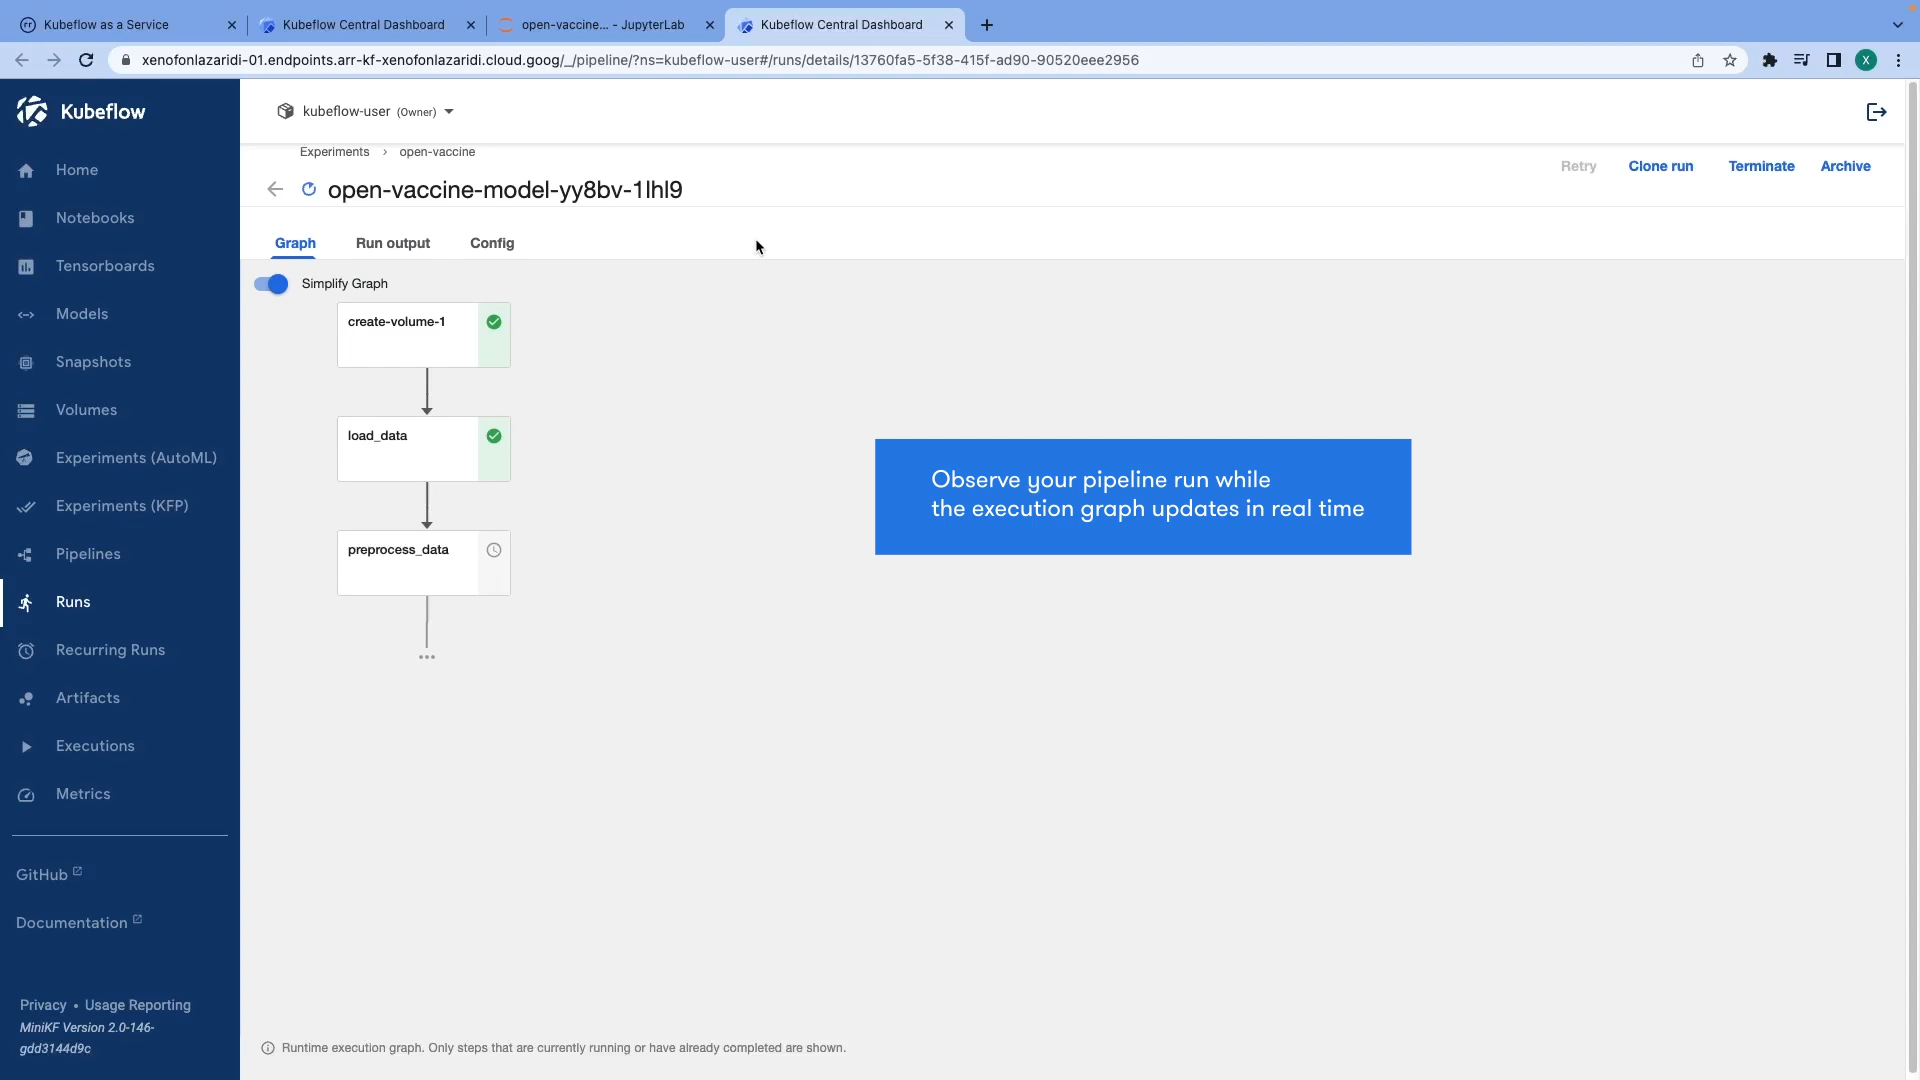 Kubeflow as a Service
Kubeflow Central Dashboard
open-vaccine... - JupyterLab
Kubeflow Central Dashboard
xenofonlazaridi-01.endpoints.arr-kf-xenofonlazaridi.cloud.goog/_/pipeline/?ns=kubeflow-user#/runs/details/13760fa5-5f38-415f-ad90-90520eee2956
X
Kubeflow
Home
Notebooks
Tensorboards
Models
Snapshots
Volumes
Experiments (AutoML)
Experiments (KFP)
Pipelines
Runs
Recurring Runs
Artifacts
Executions
Metrics
GitHub
Documentation
Privacy • Usage Reporting
MiniKF Version 2.0-146-
gdd3144d9c
kubeflow-user (Owner)
Experiments › open-vaccine
open-vaccine-model-yy8bv-1lhl9
Retry
Clone run
Terminate
Archive
Graph
Run output
Config
Simplify Graph
create-volume-1
load_data
preprocess_data
...
Observe your pipeline run while
the execution graph updates in real time
Runtime execution graph. Only steps that are currently running or have already completed are shown.